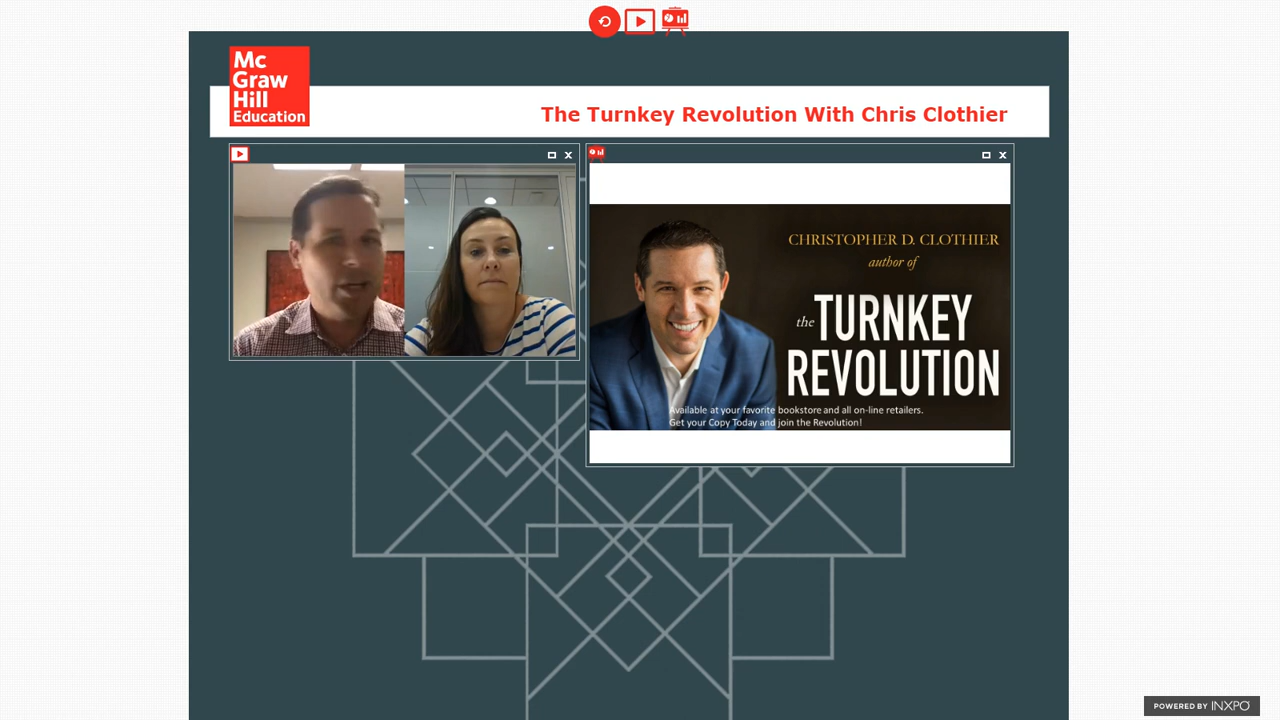 Mc
Graw
Hill
Education
The Turnkey Revolution With Chris Clothier
CHRISTOPHER D. CLOTHIER
author of
the TURNKEY
REVOLUTION
Available at your favorite bookstore and all on-line retailers.
Get your Copy Today and join the Revolution!
POWERED BY INXPO